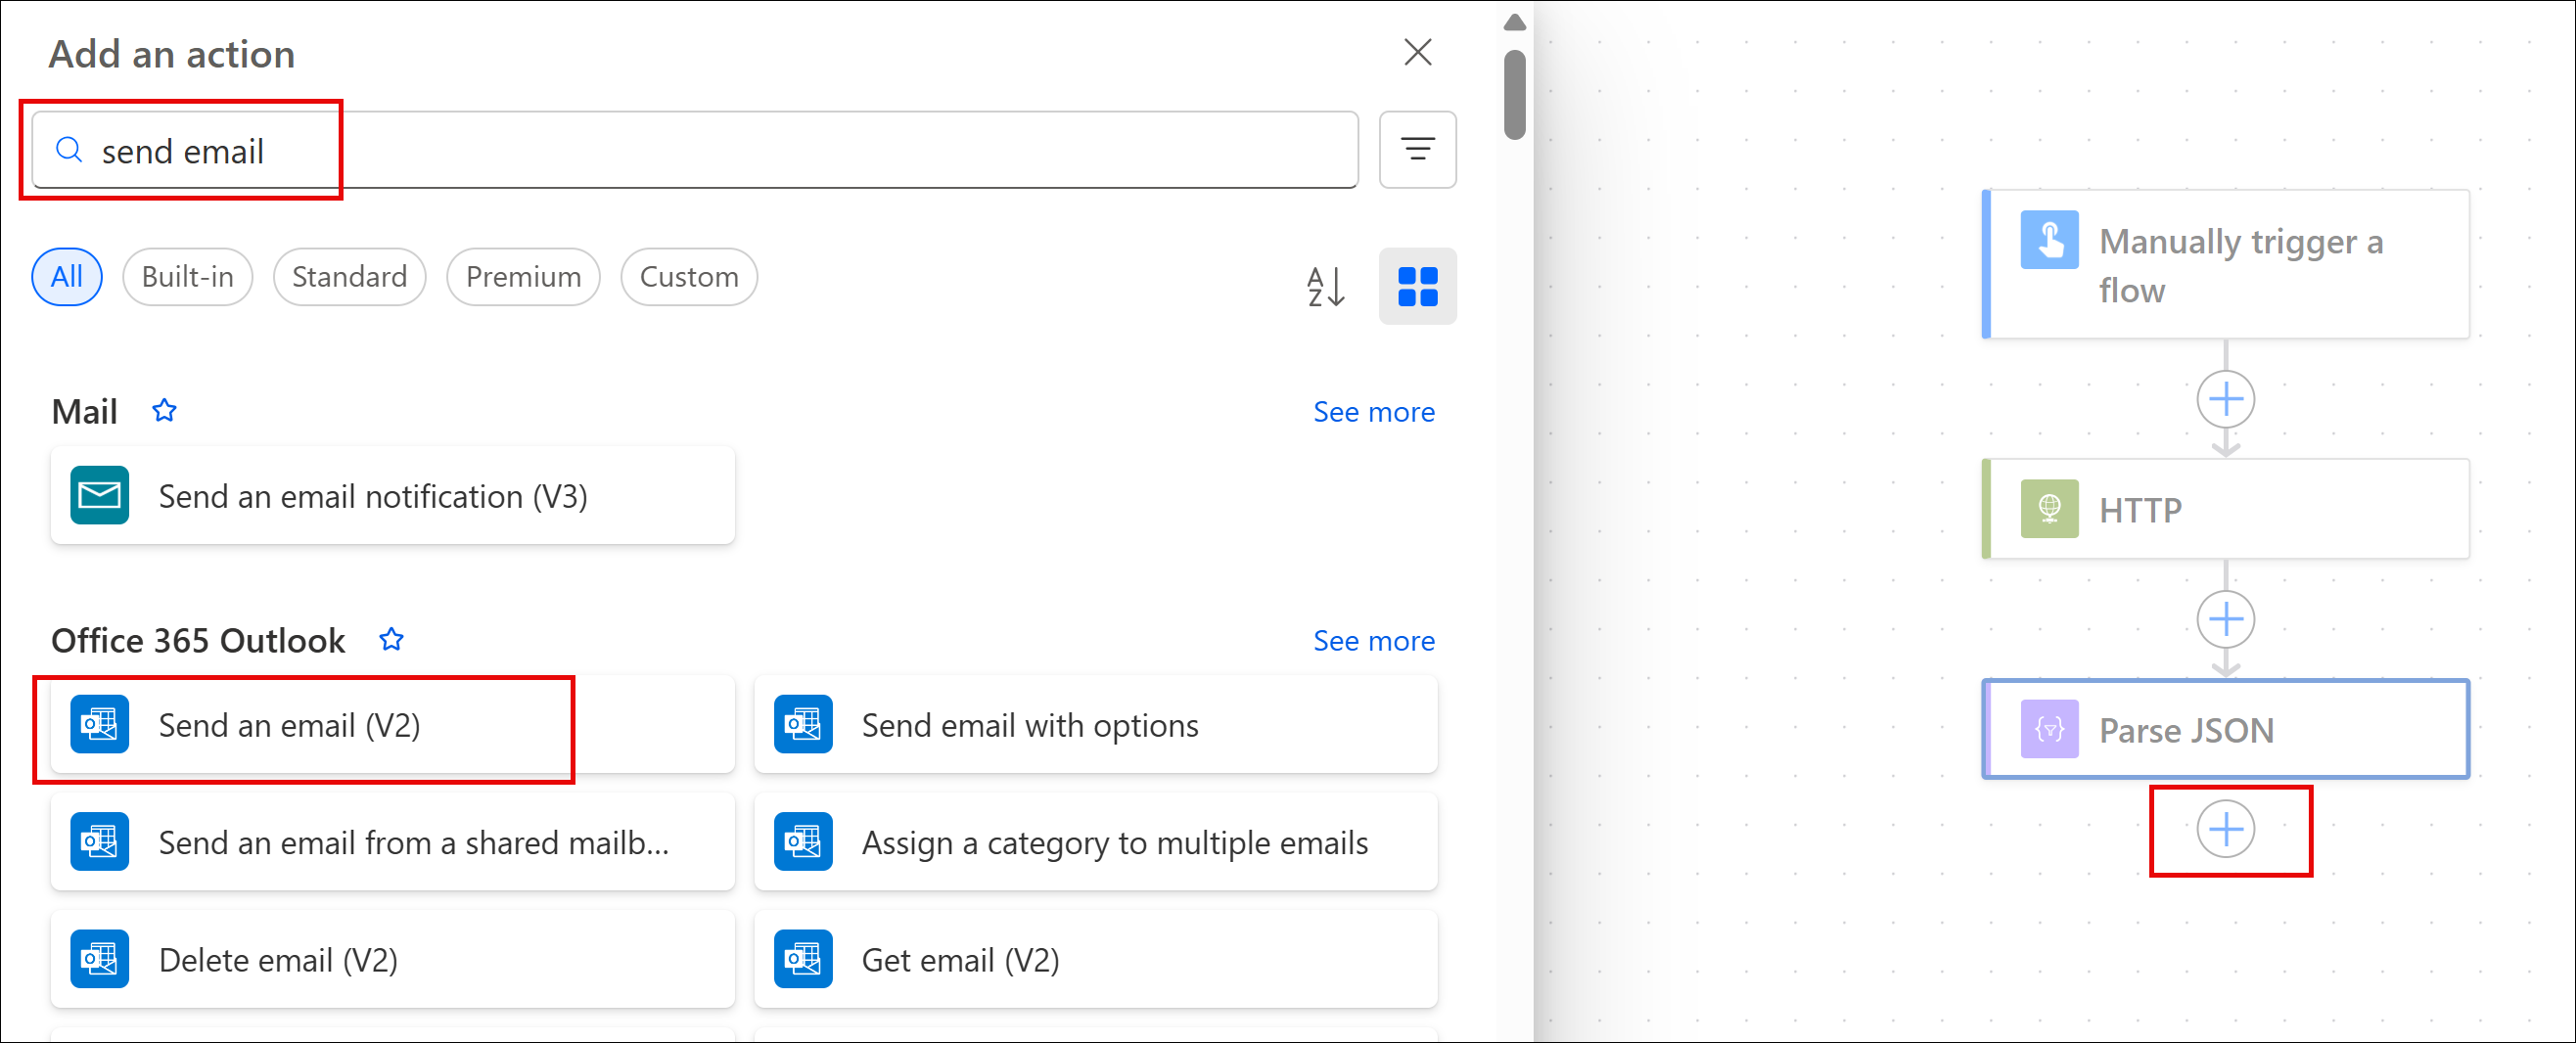 Add an action
send email
All
Built-in
Standard
Premium
Custom
A
Z
Mail
See more
Send an email notification (V3)
Office 365 Outlook
See more
Send an email (V2)
Send email with options
Send an email from a shared mailb...
Assign a category to multiple emails
Delete email (V2)
Get email (V2)
Manually trigger a
flow
HTTP
Parse JSON